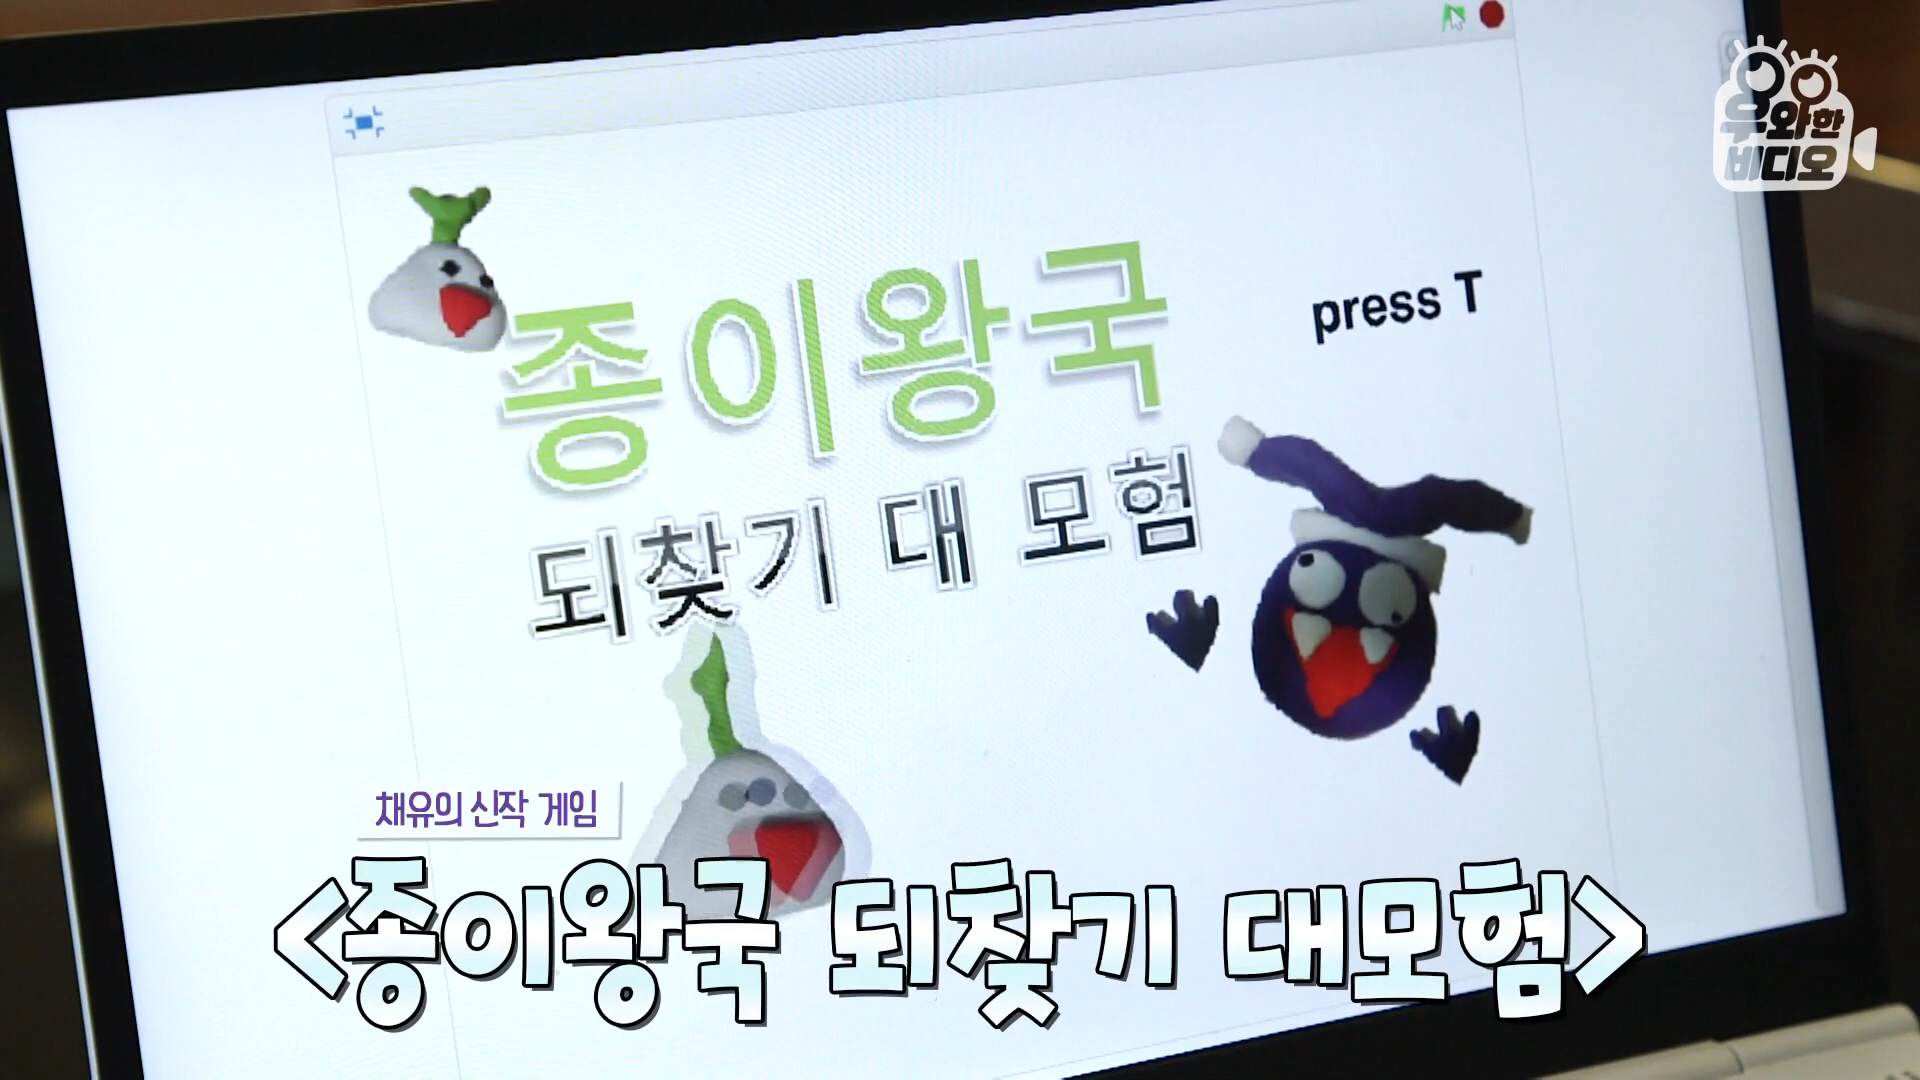 우와한
비디오
종이왕국
press T
되찾기 대 모험
채유의 신작 게임
<종이왕국 되찾기 대모험>